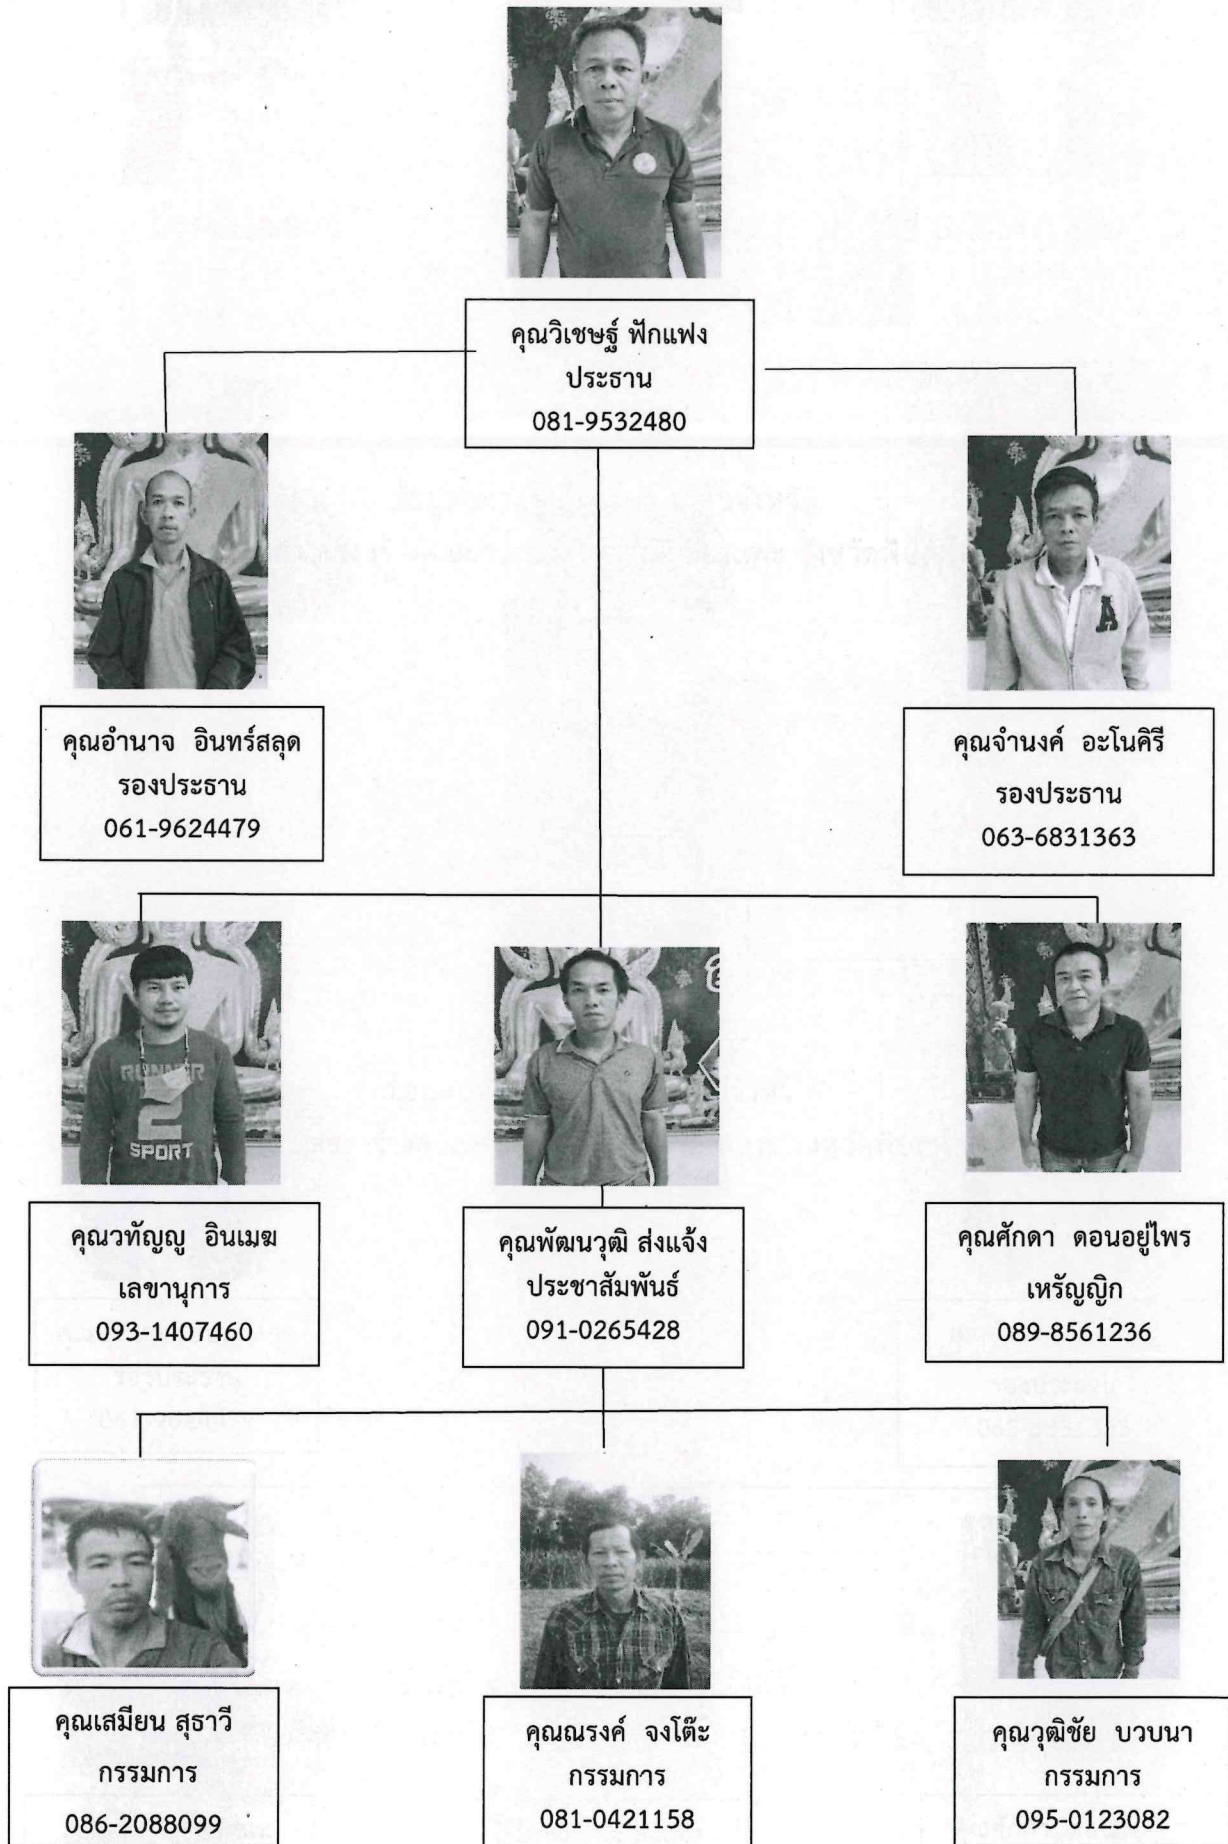 คุณวิเชษฐ์ ฟักแฟง
ประธาน
081-9532480
คุณอำนาจ อินทร์สลุด
รองประธาน
061-9624479
คุณจำนงค์ อะโนคิรี
รองประธาน
063-6831363
A
RUNNER
2
SPORT
คุณวทัญญู อินเมฆ
เลขานุการ
093-1407460
คุณพัฒนวุฒิ ส่งแจ้ง
ประชาสัมพันธ์
091-0265428
คุณศักดา ดอนอยู่ไพร
เหรัญญิก
089-8561236
คุณเสมียน สุธาวี
กรรมการ
086-2088099
คุณณรงค์ จงโต๊ะ
กรรมการ
081-0421158
คุณวุฒิชัย บวบนา
กรรมการ
095-0123082